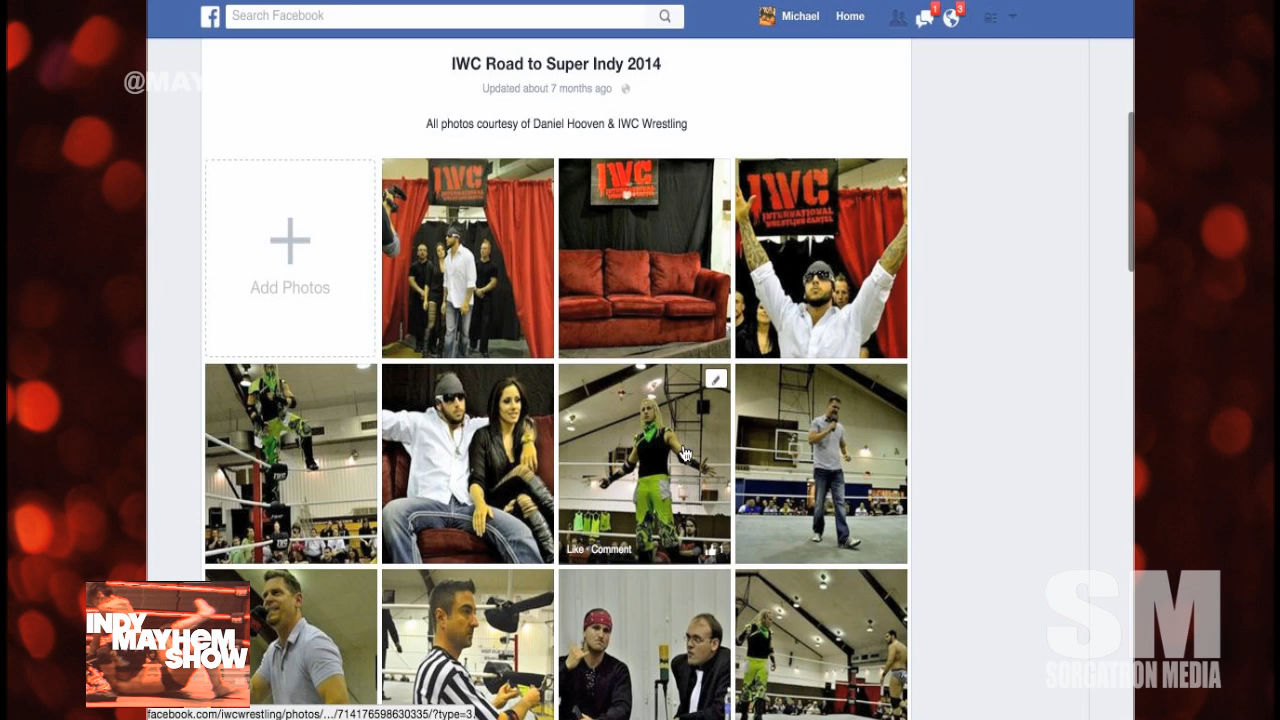 Search Facebook
Michael
Home
1
3
@MAY
IWC Road to Super Indy 2014
Updated about 7 months ago
All photos courtesy of Daniel Hooven & IWC Wrestling
Add Photos
IWC
IWC
IWC
INTERNATIONAL
WRESTLING CARTEL
Like · Comment
1
INDY
MAYHEM
SHOW
SM
SORGATRON MEDIA
facebook.com/iwcwrestling/photos/.../714176598630335/?type=3